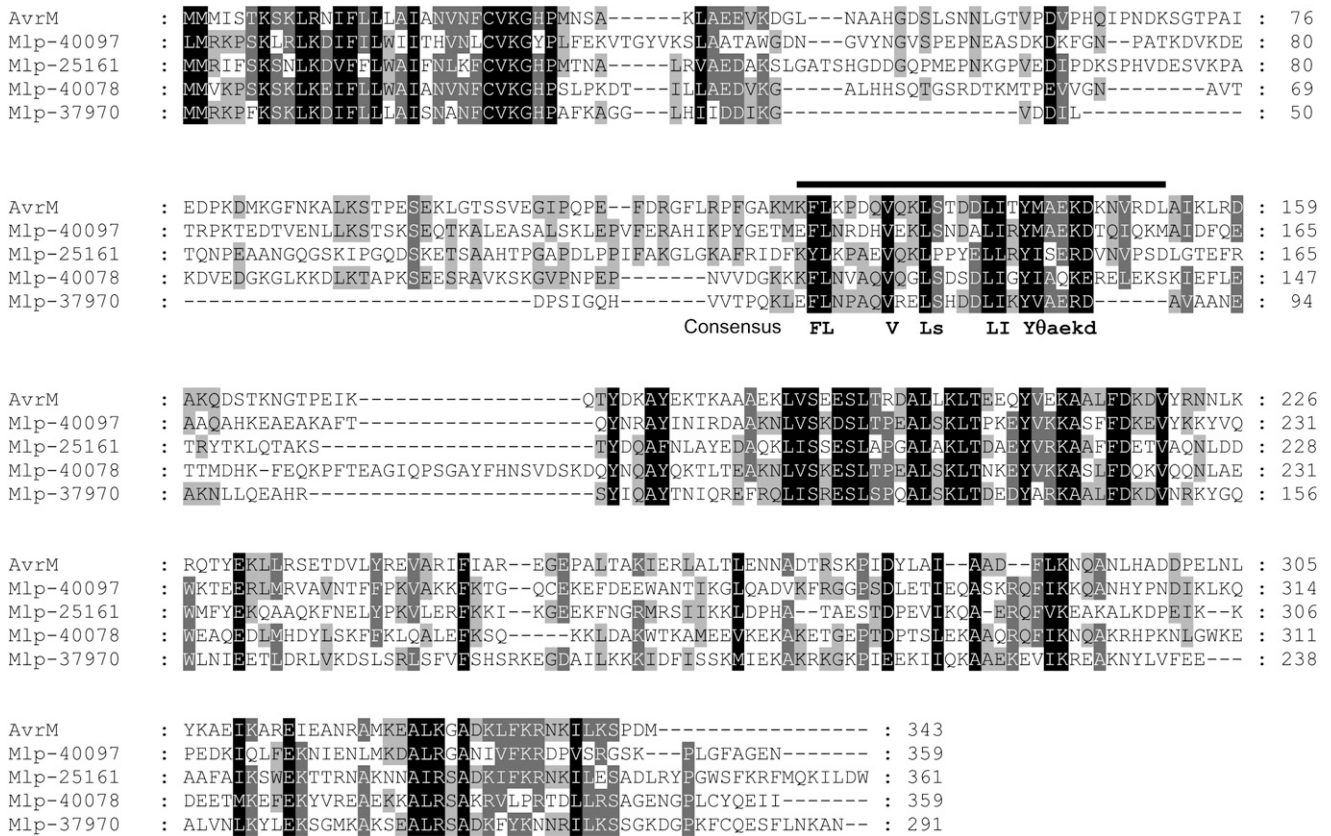 AvrM : MMMISTKSKLRNIFLLLAIANVNFCVKGHPMNSA------KLAEEVKDGL---NAAHGDSLSNNLGTVPDVPHQIPNDKSGTPAI : 76
Mlp-40097 : LMRKPSKLRLKDIFILWIITHVNLCVKGYPLFEKVTGYVKSLAATAWGDN---GVYNGVSPEPNEASDKDKFGN--PATKDVKDE : 80
Mlp-25161 : MMRIFSKSNLKDVFFLWAIFNLKFCVKGHPMTNA-----LRVAEDAKSLGATSHGDDGQPMEPNKGPVEDIPDKSPHVDESVKPA : 80
Mlp-40078 : MMVKPSKSKLKEIFLLWAIANVNFCVKGHPSLPKDT---ILLAEDVKG-----ALHHSQTGSRDTKMTPEVVGN------AVT : 69
Mlp-37970 : MMRKPFKSKLKDIFLLLAISNANFCVKGHPAFKAGG---LHIIDDIKG-------------------VDDIL------------- : 50
AvrM : EDPKDMKGFNKALKSTPESEKLGTSSVEGIPQPE--FDRGFLRPFGAKMKFLKPDQVQKLSTDDLITYMAEKDKNVRDLAIKLRD : 159
Mlp-40097 : TRPKTEDTVENLLKSTSKSEQTKALEASALSKLEPVFERAHIKPYGETMEFLNRDHVEKLSNDALIRYMAEKDTQIQKMAIDFQE : 165
Mlp-25161 : TQNPEAANGQGSKIPGQDSKETSAAHTPGAPDLPPIFAKGLGKAFRIDFKYLKPAEVQKLPPYELLRYISERDVNVPSDLGTEFR : 165
Mlp-40078 : KDVEDGKGLKKDLKTAPKSEESRAVKSKGVPNPEP-------NVVDGKKKFLNVAQVQGLSDSDLIGYIAQKERELEKSKIEFLE : 147
Mlp-37970 : ----------------------------DPSIGQH-------VVTPQKLEFLNPAQVRELSHDDLIKYVAERD------AVAANE : 94
Consensus FL V Ls LI Yθaekd
AvrM : AKQDSTKNGTPEIK------------------QTYDKAYEKTKAAAEKLVSEESLTRDALLKLTEEQYVEKAALFDKDVYRNNLK : 226
Mlp-40097 : AAQAHKEAEAKAFT------------------QYNRAYINIRDAAKNLVSKDSLTPEALSKLTPKEYVKKASFFDKEVYKKYVQ : 231
Mlp-25161 : TRYTKLQTAKS---------------------TYDQAFNLAYEDAQKLISSESLAPGALAKLTDAEYVRKAAFFDETVAQNLDD : 228
Mlp-40078 : TTMDHK-FEQKPFTEAGIQPSGAYFHNSVDSKDQYNQAYQKTLTEAKNLVSKESLTPEALSKLTNKEYVKKASLFDQKVQQNLAE : 231
Mlp-37970 : AKNLLQEAHR----------------------SYIQAYTNIQREFRQLISRESLSPQALSKLTDEDYARKAALFDKDVNRKYGQ : 156
AvrM : RQTYEKLLRSETDVLYREVARIFIAR--EGEPALTAKIERLALTLENNADTRSKPIDYLAI-AAD--FLKNQANLHADDPELNL : 305
Mlp-40097 : WKTEERLMRVAVNTFFPKVAKKFKTG--QCEKEFDEEWANTIKGLQADVKFRGGPSDLETIEQASKRQFIKKQANHYPNDIKLKQ : 314
Mlp-25161 : WMFYEKQAAQKFNELYPKVLERFKKI--KGEEKFNGRMRSIIKKLDPHA--TAESTDPEVIKQA-ERQFVKEAKALKDPEIK--K : 306
Mlp-40078 : WEAQEDLMHDYLSKFFKLQALEFKSQ-----KKLDAKWTKAMEEVKEKAKETGEPTDPTSLEKAAQRQFIKNQAKRHPKNLGWKE : 311
Mlp-37970 : WLNIEETLDRLVKDSLSRLSFVFSHSRKEGDAILKKKIDFISSKMIEKAKRKGKPIEEKIIQKAAEKEVIKREAKNYLVFEE--- : 238
AvrM : YKAEIKAREIEANRAMKEALKGADKLFKRNKILKSPDM----------------- : 343
Mlp-40097 : PEDKIQLFEKNIENLMKDALRGANIVFKRDPVSRGSK--PLGFAGEN------- : 359
Mlp-25161 : AAFAIKSWEKTTRNAKNNAIRSADKIFKRNKILESADLRYPGWSFKRFMQKILDW : 361
Mlp-40078 : DEETMKEFEKYVREAEKKALRSAKRVLPRTDLLRSAGENGPLCYQEII------- : 359
Mlp-37970 : ALVNLKYLEKSGMKAKSEALRSADKFYKNNRILKSSGKDGPKFCQESFLNKAN-- : 291